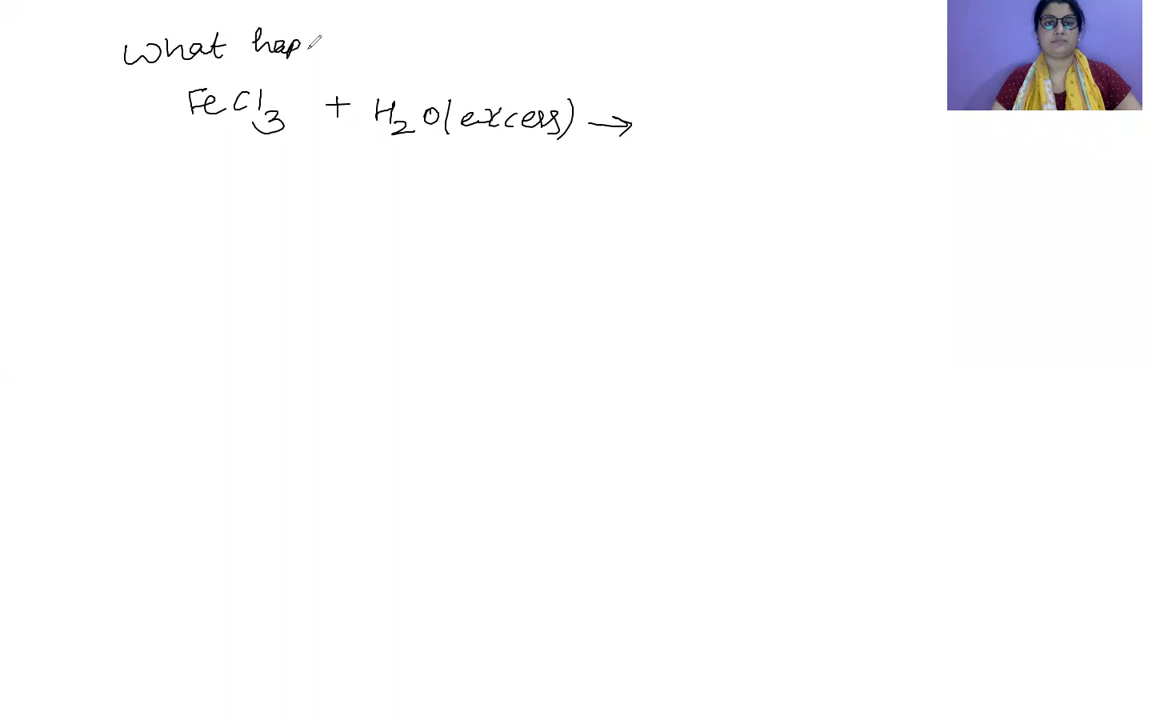 What hap
FeCl3 + H2O(excess) →